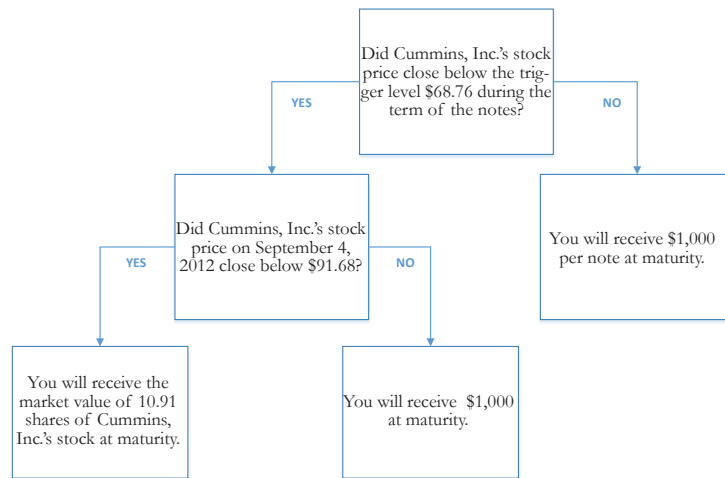 Did Cummins, Inc.'s stock
price close below the trig-
ger level $68.76 during the
term of the notes?
YES
NO
Did Cummins, Inc.'s stock
price on September 4,
2012 close below $91.68?
You will receive $1,000
per note at maturity.
YES
NO
You will receive the
market value of 10.91
shares of Cummins,
Inc.'s stock at maturity.
You will receive $1,000
at maturity.